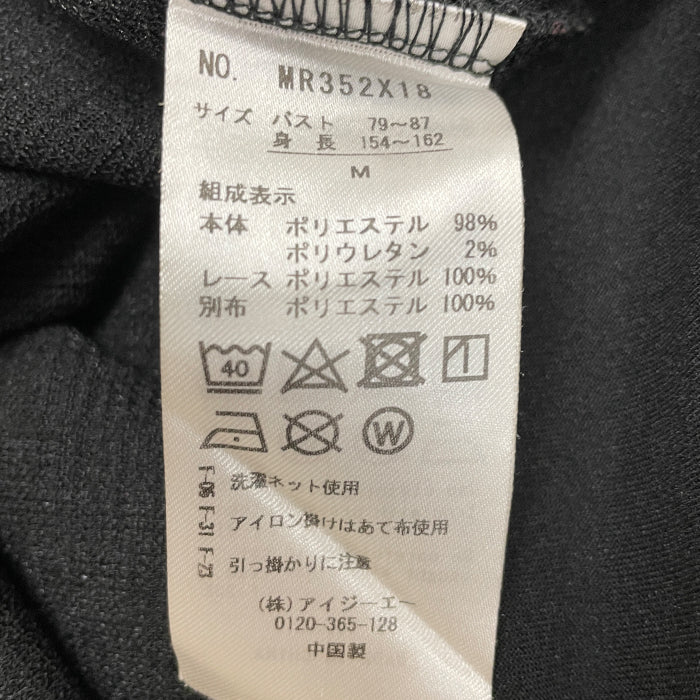 NO. MR352X18
サイズ バスト 79~87
身長 154~162
M
組成表示
本体 ポリエステル 98%
ポリウレタン 2%
レース ポリエステル 100%
別布 ポリエステル 100%
40
W
F-06 洗濯ネット使用
F-31 アイロン掛けはあて布使用
F-23 引っ掛かりに注意
(株)アイジーエー
0120-365-128
中国製